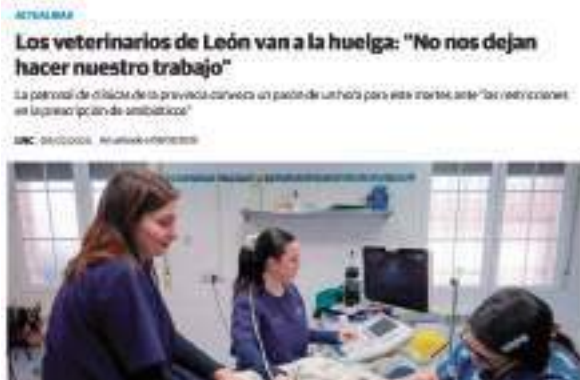 ACTUALIDAD
Los veterinarios de León van a la huelga: "No nos dejan
hacer nuestro trabajo"
La patronal de clínicas de la provincia convoca un parón de una hora para este martes ante "las restricciones
en la prescripción de antibióticos"